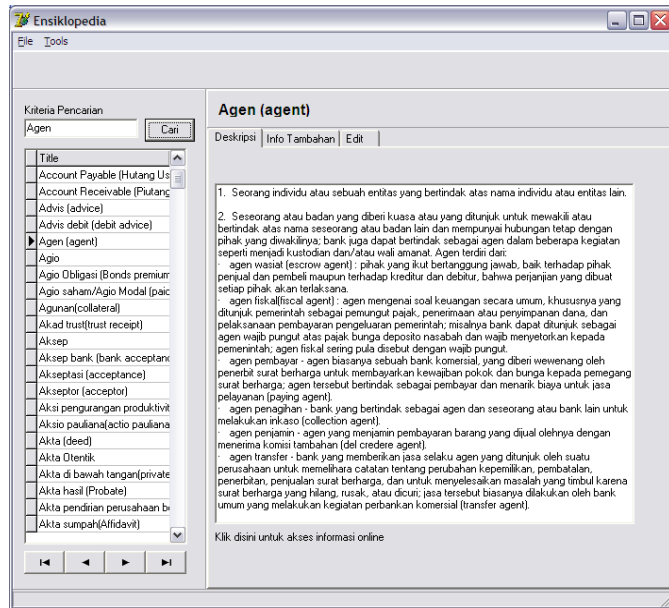 Ensiklopedia
File Tools
Kriteria Pencarian
Agen
Cari
Title
Account Payable (Hutang Us
Account Receivable (Piutang
Advis (advice)
Advis debit (debit advice)
Agen (agent)
Agio
Agio Obligasi (Bonds premium
Agio saham/Agio Modal (paid
Agunan(collateral)
Akad trust(trust receipt)
Aksep
Aksep bank (bank acceptanc
Akseptasi (acceptance)
Akseptor (acceptor)
Aksi pengurangan produktivit
Aksio pauliana(actio pauliana
Akta (deed)
Akta Otentik
Akta di bawah tangan(private
Akta hasil (Probate)
Akta pendirian perusahaan b
Akta sumpah(Affidavit)
Agen (agent)
Deskripsi Info Tambahan Edit
1. Seorang individu atau sebuah entitas yang bertindak atas nama individu atau entitas lain.
2. Seseorang atau badan yang diberi kuasa atau yang ditunjuk untuk mewakili atau
bertindak atas nama seseorang atau badan lain dan mempunyai hubungan tetap dengan
pihak yang diwakilinya; bank juga dapat bertindak sebagai agen dalam beberapa kegiatan
seperti menjadi kustodian dan/atau wali amanat. Agen terdiri dari:
· agen wasiat (escrow agent) : pihak yang ikut bertanggung jawab, baik terhadap pihak
penjual dan pembeli maupun terhadap kreditur dan debitur, bahwa perjanjian yang dibuat
setiap pihak akan terlaksana.
· agen fiskal(fiscal agent) : agen mengenai soal keuangan secara umum, khususnya yang
ditunjuk pemerintah sebagai pemungut pajak, penerimaan atau penyimpanan dana, dan
pelaksanaan pembayaran pengeluaran pemerintah; misalnya bank dapat ditunjuk sebagai
agen wajib pungut atas pajak bunga deposito nasabah dan wajib menyetorkan kepada
pemenintah; agen fiskal sering pula disebut dengan wajib pungut.
· agen pembayar - agen biasanya sebuah bank komersial, yang diberi wewenang oleh
penerbit surat berharga untuk membayarkan kewajiban pokok dan bunga kepada pemegang
surat berharga; agen tersebut bertindak sebagai pembayar dan menarik biaya untuk jasa
pelayanan (paying agent).
· agen penagihan - bank yang bertindak sebagai agen dan seseorang atau bank lain untuk
melakukan inkaso (collection agent).
· agen penjamin - agen yang menjamin pembayaran barang yang dijual olehnya dengan
menerima komisi tambahan (del credere agent).
· agen transfer - bank yang memberikan jasa selaku agen yang ditunjuk oleh suatu
perusahaan untuk memelihara catatan tentang perubahan kepemilikan, pembatalan,
penerbitan, penjualan surat berharga, dan untuk menyelesaikan masalah yang timbul karena
surat berharga yang hilang, rusak, atau dicuri; jasa tersebut biasanya dilakukan oleh bank
umum yang melakukan kegiatan perbankan komersial (transfer agent).
Klik disini untuk akses informasi online